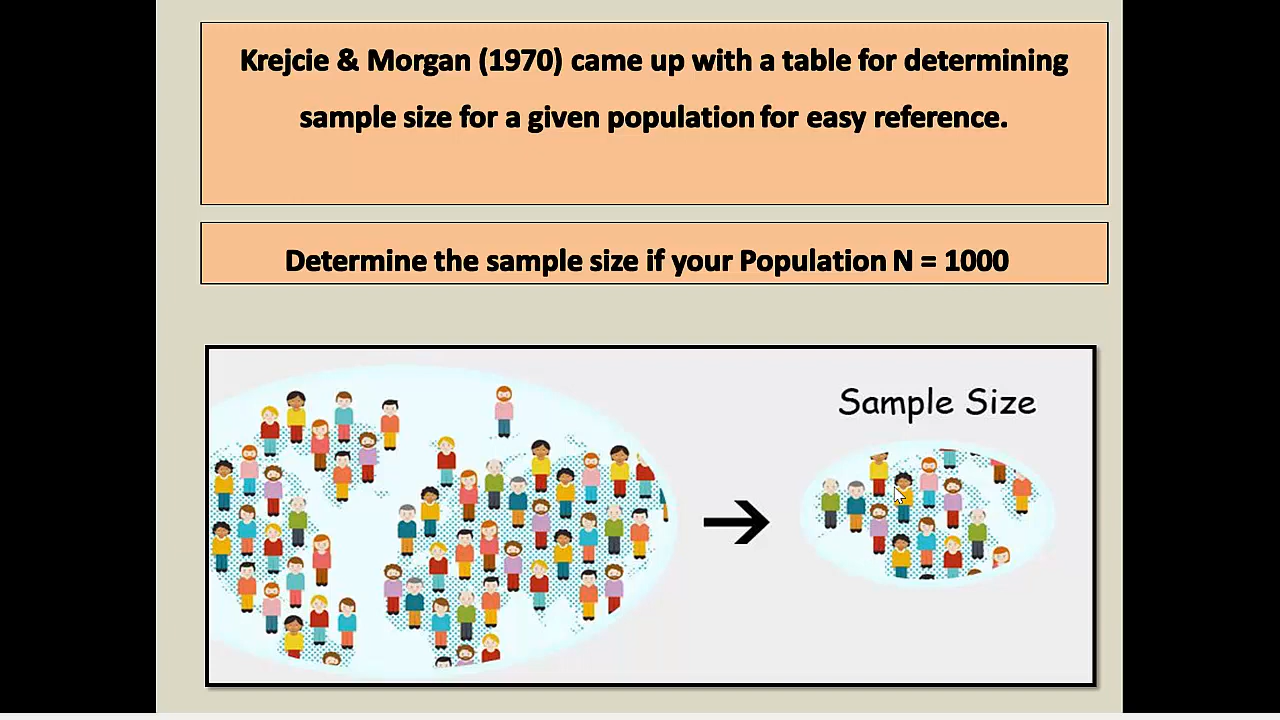 Krejcie & Morgan (1970) came up with a table for determining
sample size for a given population for easy reference.
Determine the sample size if your Population N = 1000
Sample Size